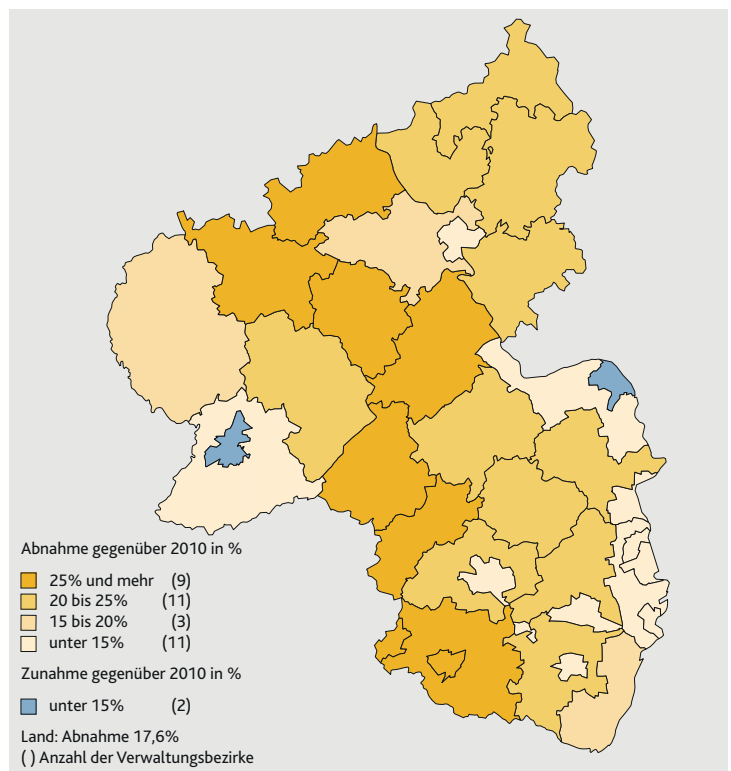 Abnahme gegenüber 2010 in %
25% und mehr (9)
20 bis 25% (11)
15 bis 20% (3)
unter 15% (11)
Zunahme gegenüber 2010 in %
unter 15% (2)
Land: Abnahme 17,6%
( ) Anzahl der Verwaltungsbezirke